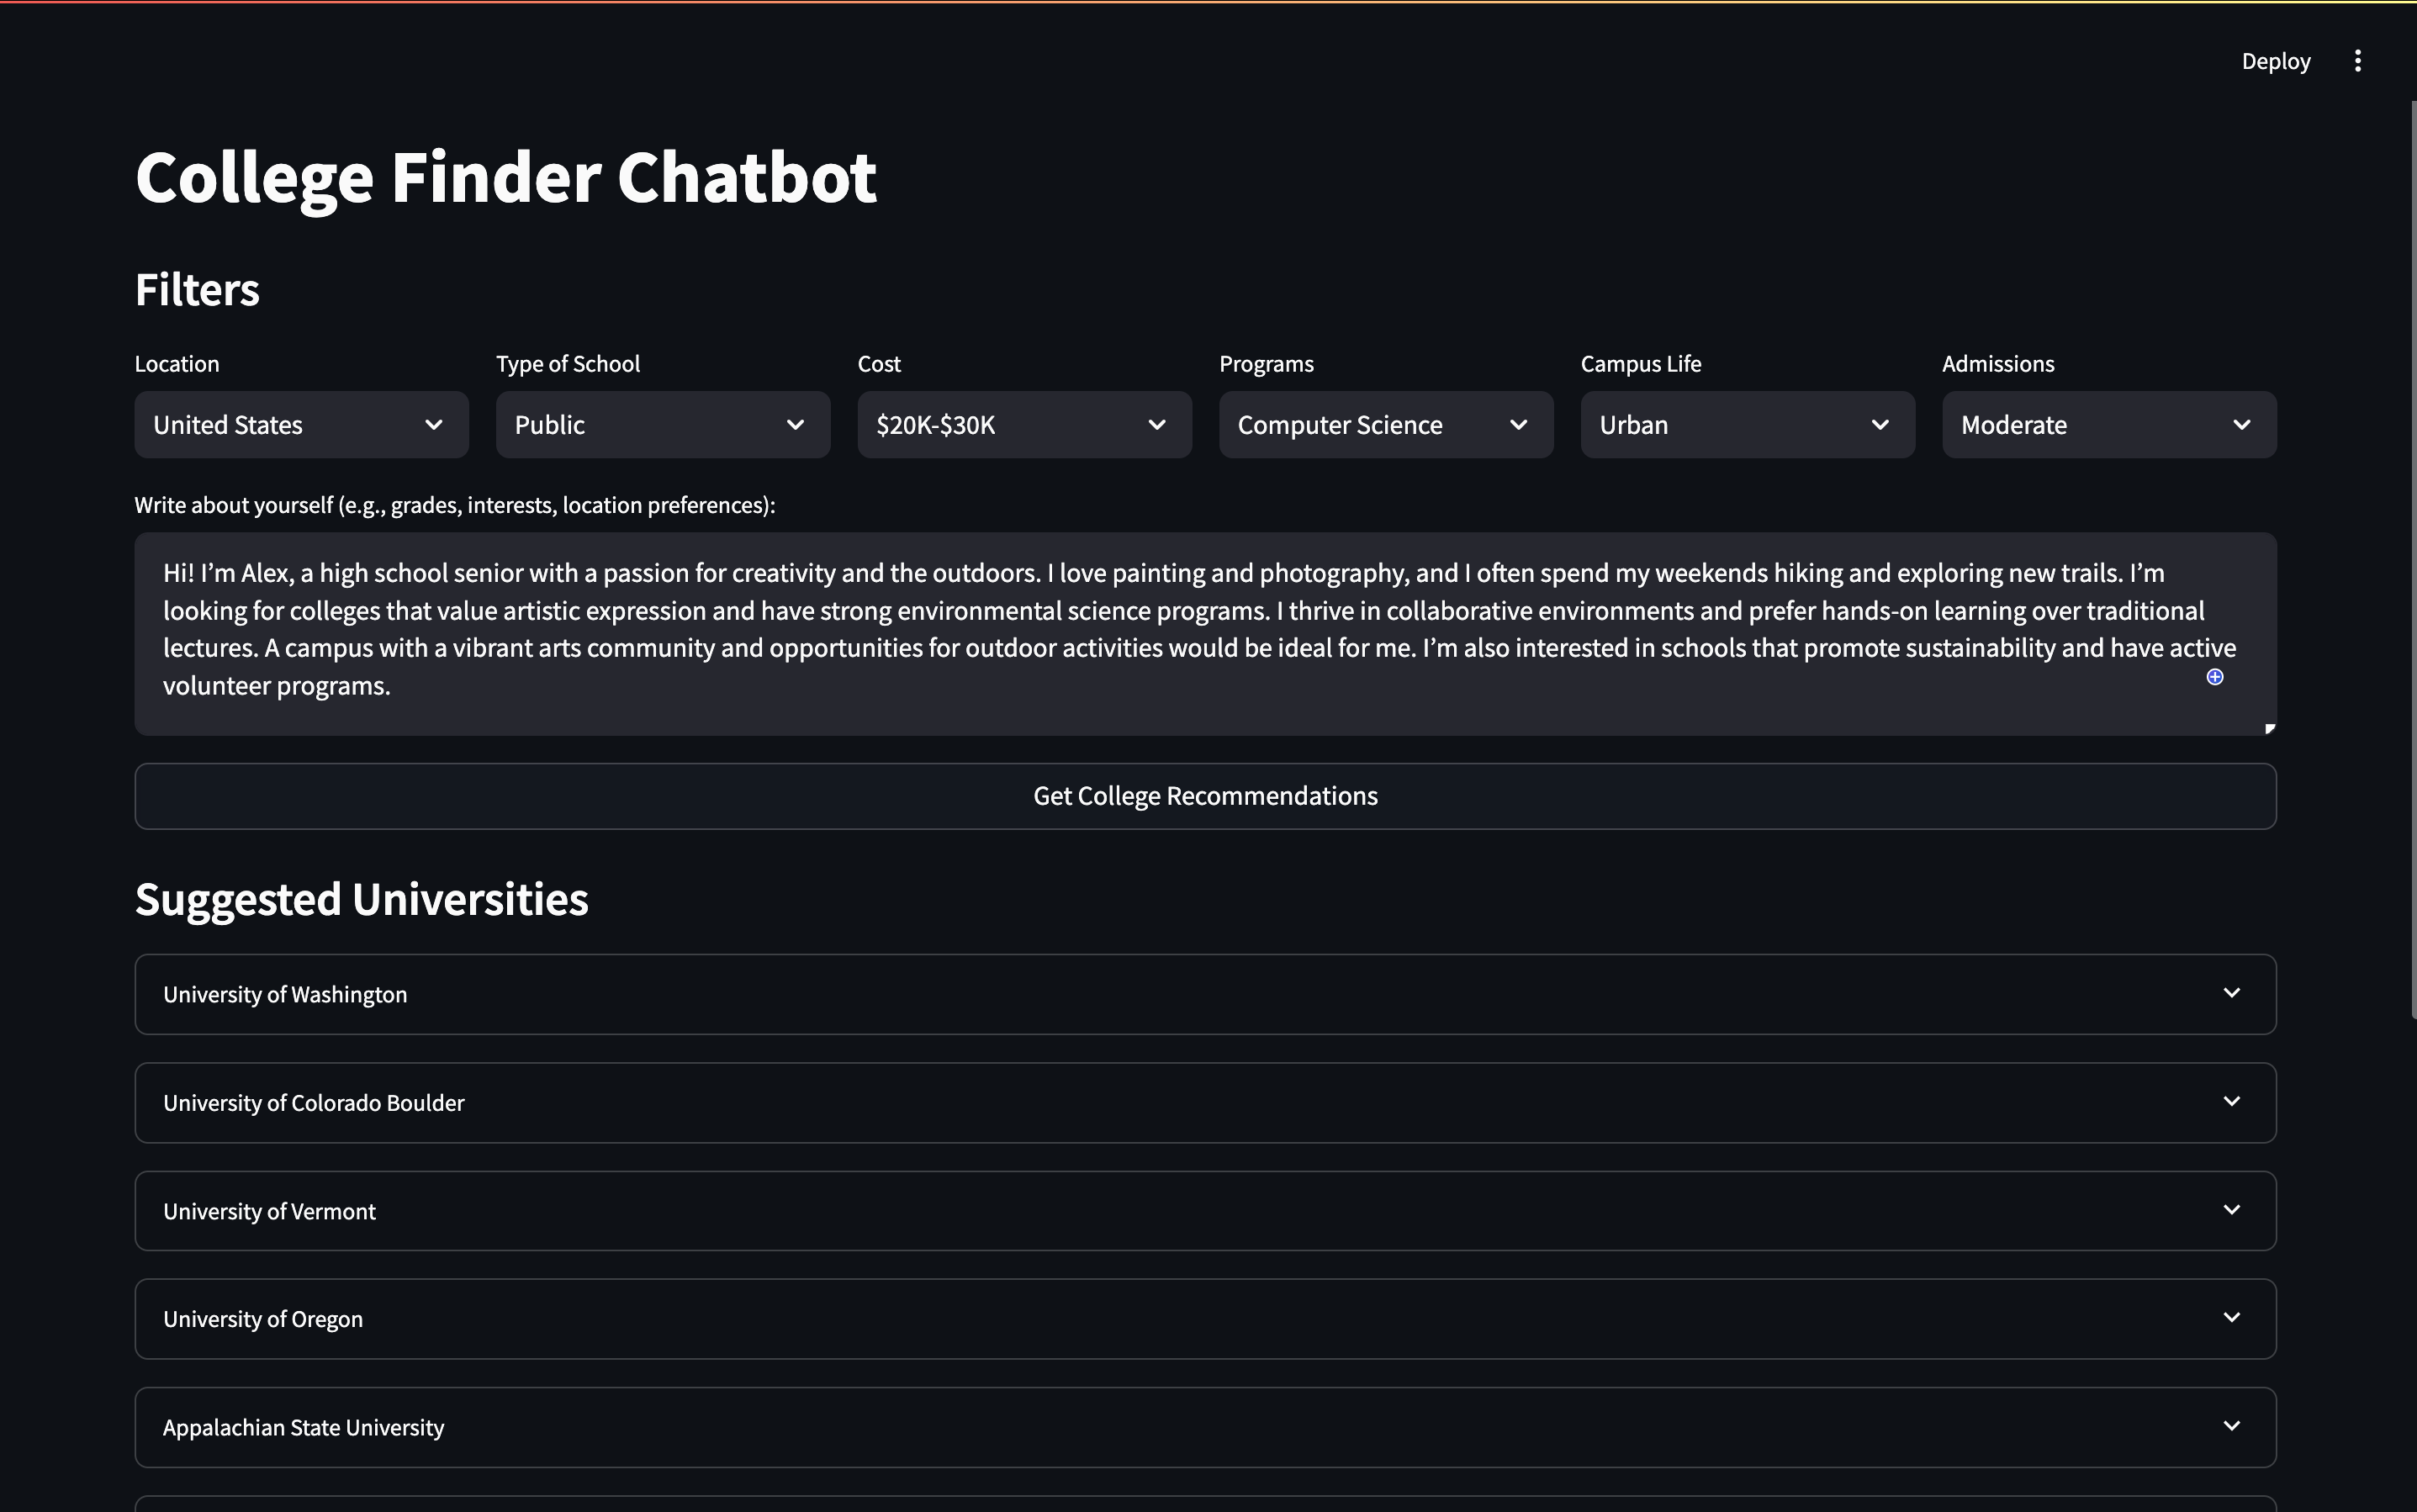 Deploy
College Finder Chatbot
Filters
Location
Type of School
Cost
Programs
Campus Life
Admissions
United States
Public
$20K-$30K
Computer Science
Urban
Moderate
Write about yourself (e.g., grades, interests, location preferences):
Hi! I’m Alex, a high school senior with a passion for creativity and the outdoors. I love painting and photography, and I often spend my weekends hiking and exploring new trails. I’m
looking for colleges that value artistic expression and have strong environmental science programs. I thrive in collaborative environments and prefer hands-on learning over traditional
lectures. A campus with a vibrant arts community and opportunities for outdoor activities would be ideal for me. I’m also interested in schools that promote sustainability and have active
volunteer programs.
Get College Recommendations
Suggested Universities
University of Washington
University of Colorado Boulder
University of Vermont
University of Oregon
Appalachian State University